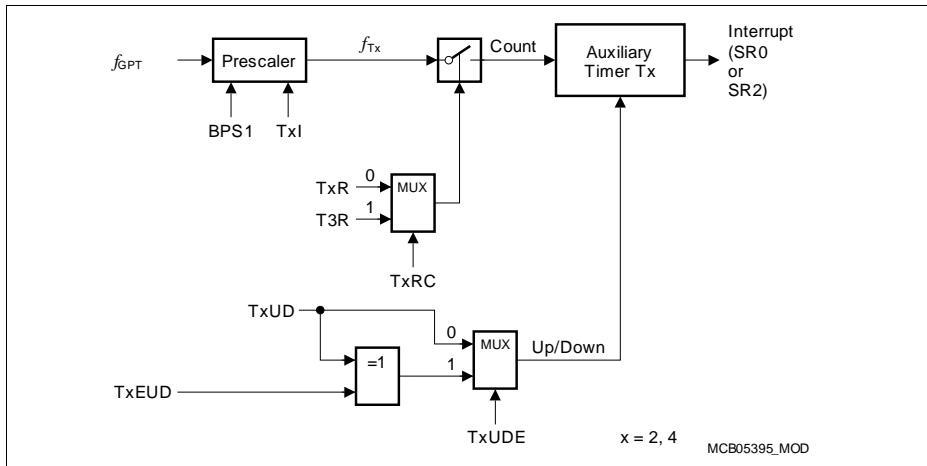 fGPT
Prescaler
fTx
Count
Auxiliary
Timer Tx
Interrupt
(SR0
or
SR2)
BPS1
TxI
TxR
0
T3R
1
MUX
TxRC
TxUD
TxEUD
=1
0
1
MUX
Up/Down
TxUDE
x = 2, 4
MCB05395_MOD